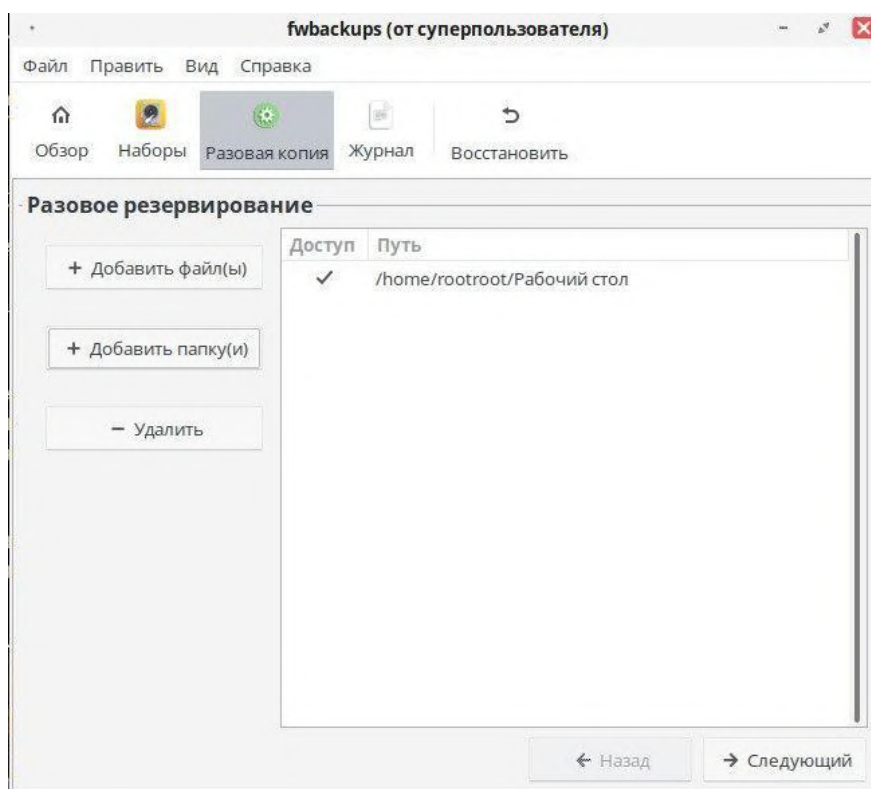 fwbackups (от суперпользователя)
Файл Править Вид Справка
Обзор Наборы Разовая копия Журнал Восстановить
Разовое резервирование
+ Добавить файл(ы)
+ Добавить папку(и)
− Удалить
Доступ Путь
/home/rootroot/Рабочий стол
Назад Следующий